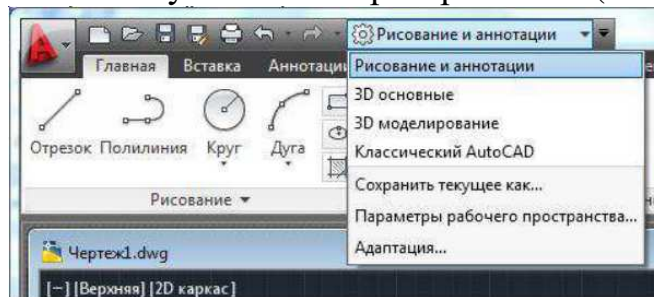 Рисование и аннотации
Главная Вставка Аннотации
Рисование и аннотации
3D основные
3D моделирование
Классический AutoCAD
Сохранить текущее как...
Параметры рабочего пространства...
Адаптация...
Отрезок Полилиния Круг Дуга
Рисование
Чертеж1.dwg
[−][Верхняя][2D каркас]